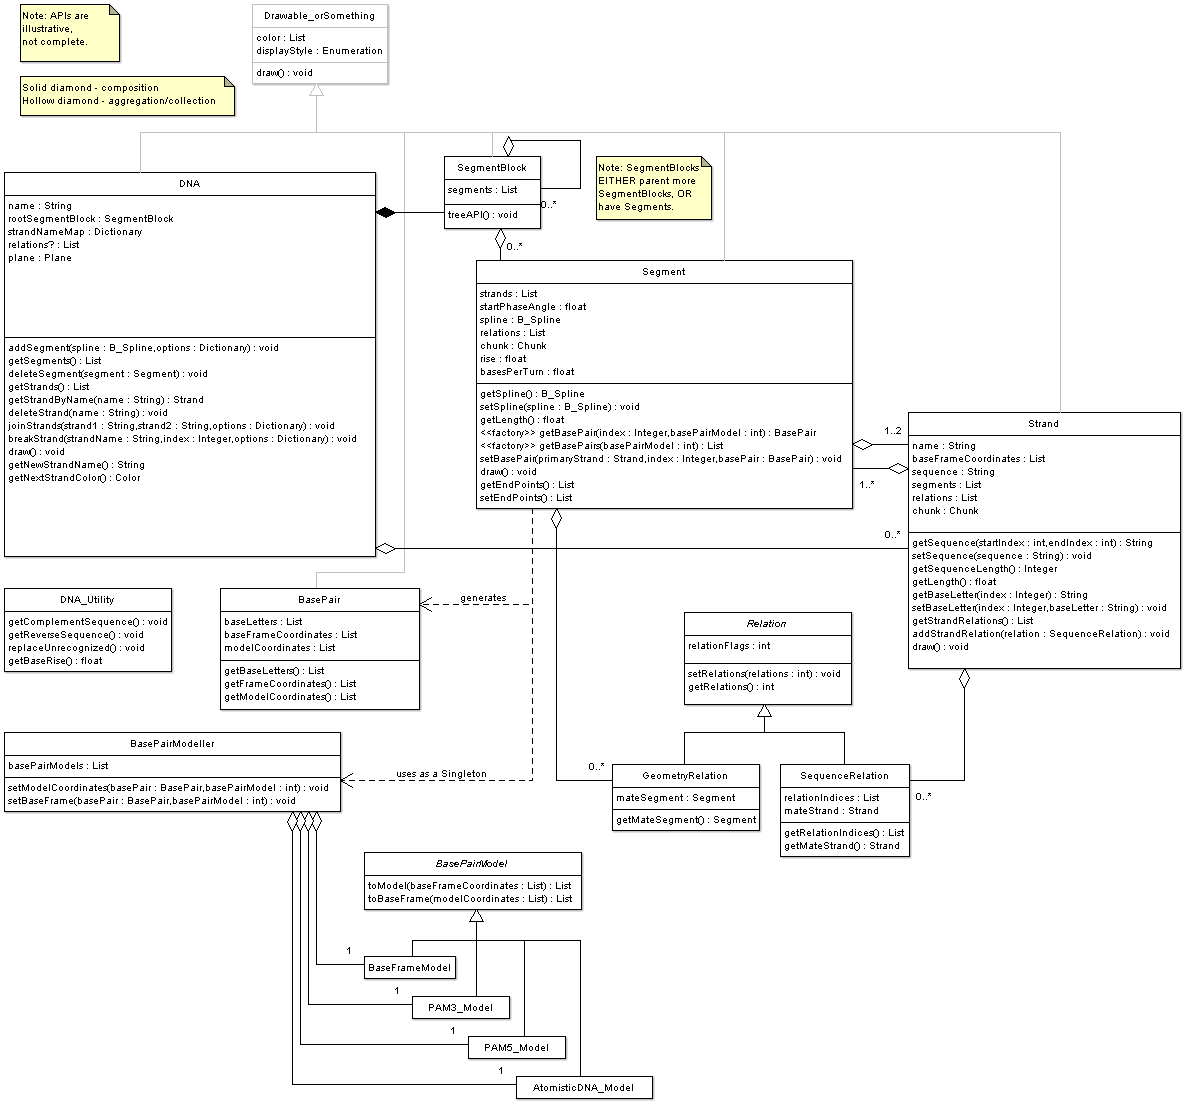 Note: APIs are
illustrative,
not complete.
Solid diamond - composition
Hollow diamond - aggregation/collection
Drawable_orSomething
color : List
displayStyle : Enumeration
draw() : void
DNA
name : String
rootSegmentBlock : SegmentBlock
strandNameMap : Dictionary
relations? : List
plane : Plane
addSegment(spline : B_Spline,options : Dictionary) : void
getSegments() : List
deleteSegment(segment : Segment) : void
getStrands() : List
getStrandByName(name : String) : Strand
deleteStrand(name : String) : void
joinStrands(strand1 : String,strand2 : String,options : Dictionary) : void
breakStrand(strandName : String,index : Integer,options : Dictionary) : void
draw() : void
getNewStrandName() : String
getNextStrandColor() : Color
SegmentBlock
segments : List
treeAPI() : void
0..*
0..*
Note: SegmentBlocks
EITHER parent more
SegmentBlocks, OR
have Segments.
Segment
strands : List
startPhaseAngle : float
spline : B_Spline
relations : List
chunk : Chunk
rise : float
basesPerTurn : float
getSpline() : B_Spline
setSpline(spline : B_Spline) : void
getLength() : float
<<factory>> getBasePair(index : Integer,basePairModel : int) : BasePair
<<factory>> getBasePairs(basePairModel : int) : List
setBasePair(primaryStrand : Strand,index : Integer,basePair : BasePair) : void
draw() : void
getEndPoints() : List
setEndPoints() : List
1..2
1..*
0..*
Strand
name : String
baseFrameCoordinates : List
sequence : String
segments : List
relations : List
chunk : Chunk
getSequence(startIndex : int,endIndex : int) : String
setSequence(sequence : String) : void
getSequenceLength() : Integer
getLength() : float
getBaseLetter(index : Integer) : String
setBaseLetter(index : Integer,baseLetter : String) : void
getStrandRelations() : List
addStrandRelation(relation : SequenceRelation) : void
draw() : void
DNA_Utility
getComplementSequence() : void
getReverseSequence() : void
replaceUnrecognized() : void
getBaseRise() : float
BasePair
baseLetters : List
baseFrameCoordinates : List
modelCoordinates : List
getBaseLetters() : List
getFrameCoordinates() : List
getModelCoordinates() : List
generates
Relation
relationFlags : int
setRelations(relations : int) : void
getRelations() : int
BasePairModeller
basePairModels : List
setModelCoordinates(basePair : BasePair,basePairModel : int) : void
setBaseFrame(basePair : BasePair,basePairModel : int) : void
uses as a Singleton
0..*
GeometryRelation
mateSegment : Segment
getMateSegment() : Segment
SequenceRelation
relationIndices : List
mateStrand : Strand
getRelationIndices() : List
getMateStrand() : Strand
0..*
BasePairModel
toModel(baseFrameCoordinates : List) : List
toBaseFrame(modelCoordinates : List) : List
1
BaseFrameModel
1
PAM3_Model
1
PAM5_Model
1
AtomisticDNA_Model